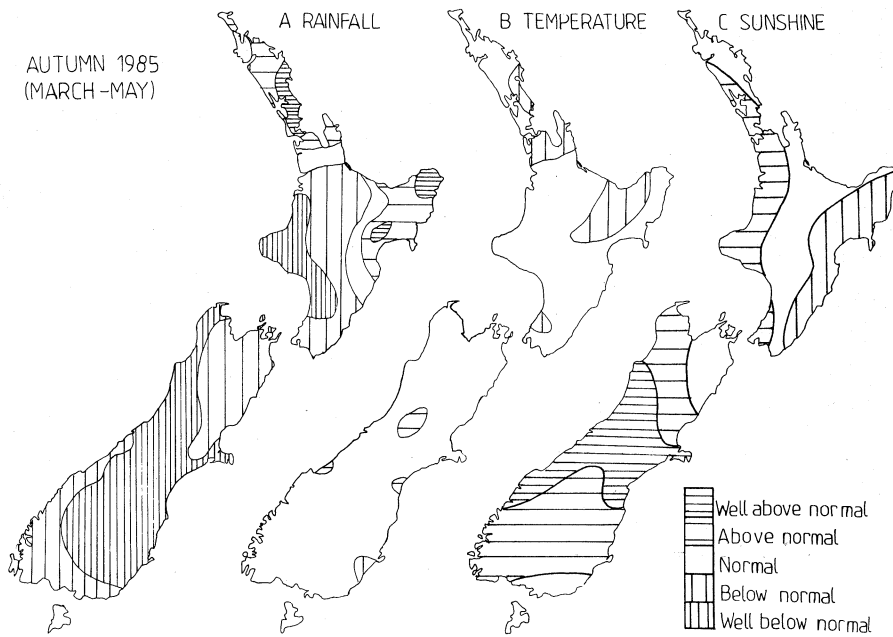 A RAINFALL
B TEMPERATURE
C SUNSHINE
AUTUMN 1985
(MARCH-MAY)
Well above normal
Above normal
Normal
Below normal
Well below normal